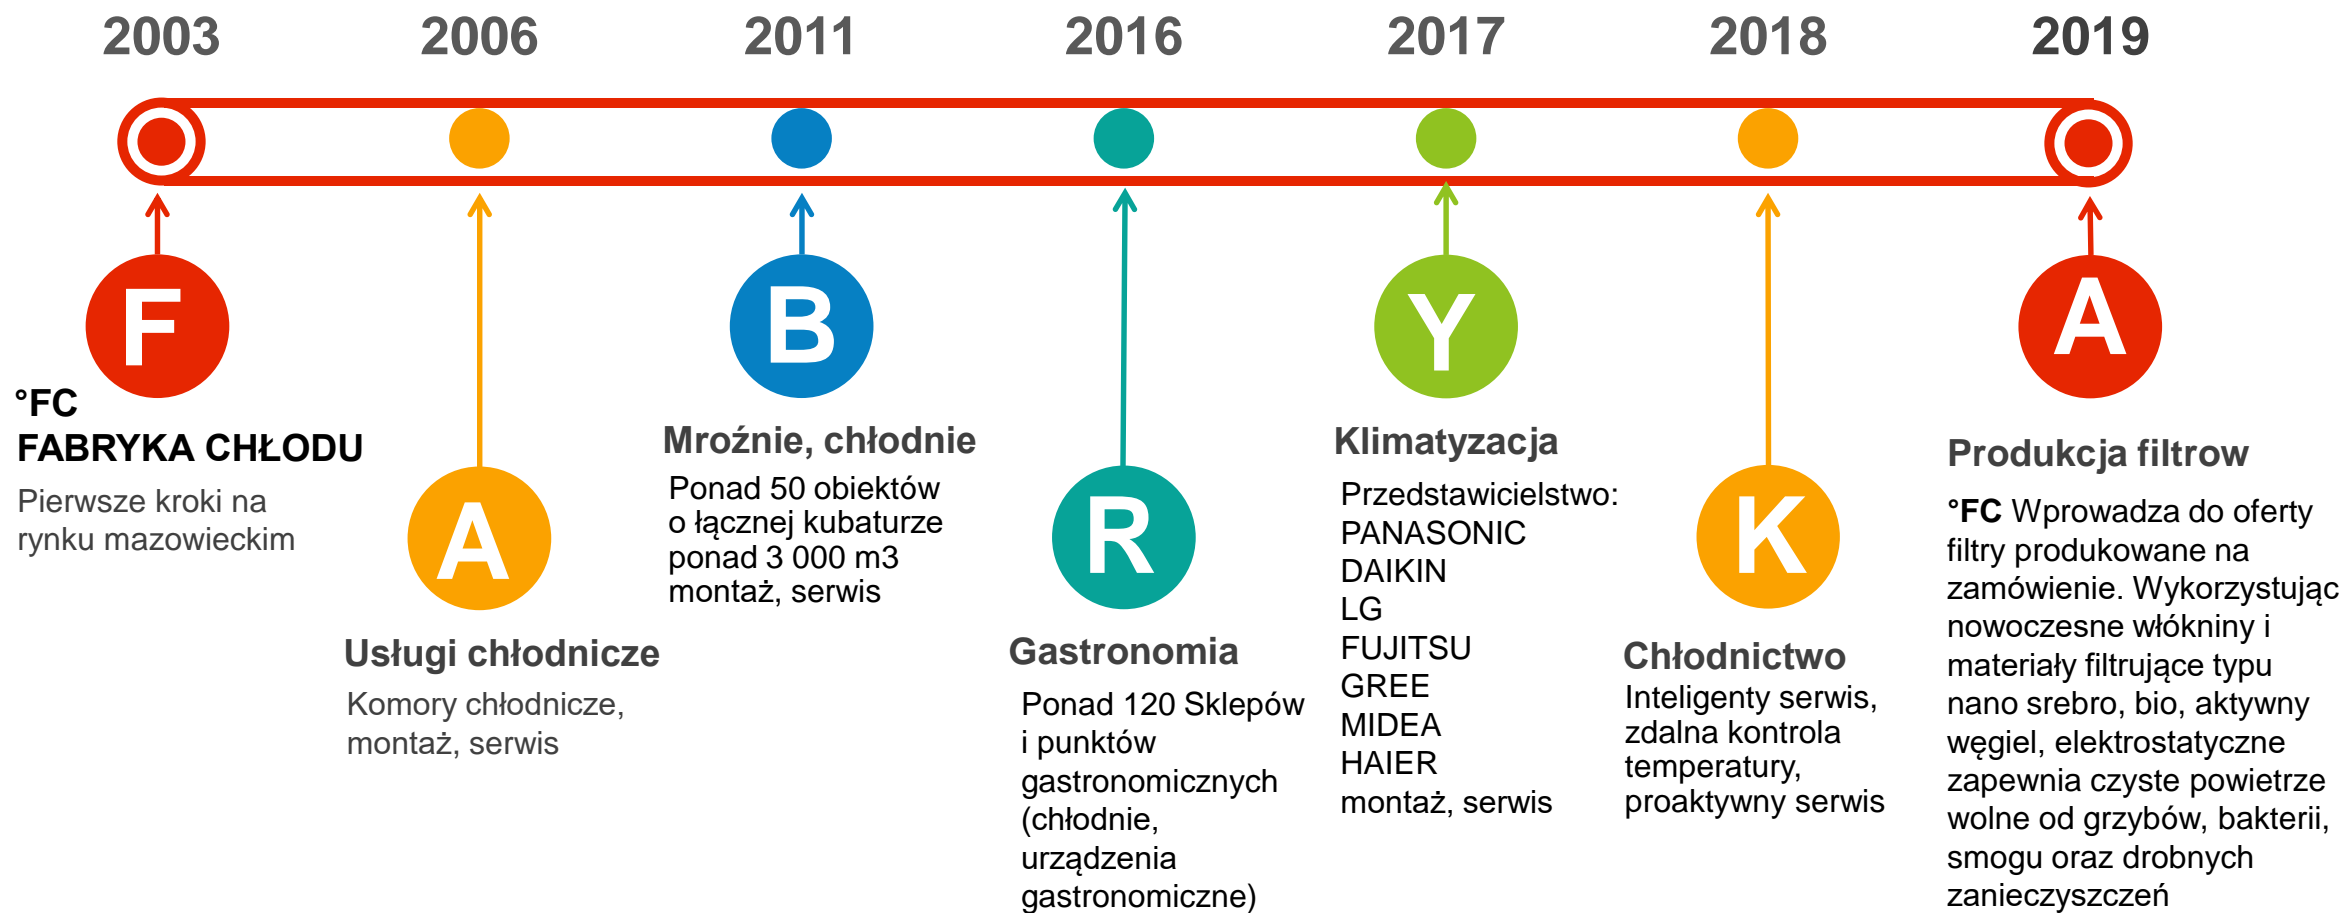 2003
2006
2011
2016
2017
2018
2019
F
°FC
FABRYKA CHŁODU
Pierwsze kroki na
rynku mazowieckim
A
Usługi chłodnicze
Komory chłodnicze,
montaż, serwis
B
Mroźnie, chłodnie
Ponad 50 obiektów
o łącznej kubaturze
ponad 3 000 m3
montaż, serwis
R
Gastronomia
Ponad 120 Sklepów
i punktów
gastronomicznych
(chłodnie,
urządzenia
gastronomiczne)
Y
Klimatyzacja
Przedstawicielstwo:
PANASONIC
DAIKIN
LG
FUJITSU
GREE
MIDEA
HAIER
montaż, serwis
K
Chłodnictwo
Inteligenty serwis,
zdalna kontrola
temperatury,
proaktywny serwis
A
Produkcja filtrow
°FC Wprowadza do oferty
filtry produkowane na
zamówienie. Wykorzystując
nowoczesne włókniny i
materiały filtrujące typu
nano srebro, bio, aktywny
węgiel, elektrostatyczne
zapewnia czyste powietrze
wolne od grzybów, bakterii,
smogu oraz drobnych
zanieczyszczeń